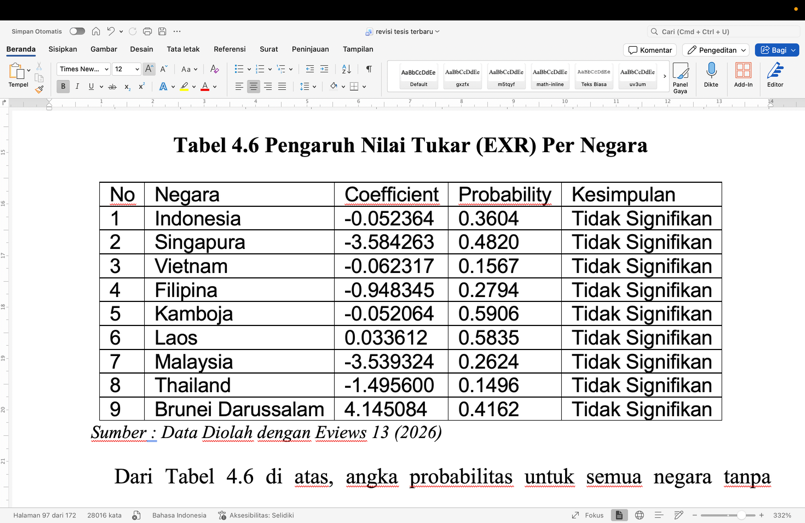 Simpan Otomatis
revisi tesis terbaru
Cari (Cmd + Ctrl + U)
Beranda Sisipkan Gambar Desain Tata letak Referensi Surat Peninjauan Tampilan
Komentar Pengeditan Bagi
Tempel
Times New... 12
AaBbCcDdEe AaBbCcDdEe AaBbCcDdEe AaBbCcDdEe AaBbCcDdEe AaBbCcDdEe
Default gxzfx m5tqyf math-inline Teks Biasa uv3um
Panel Gaya
Dikte
Add-In
Editor
Tabel 4.6 Pengaruh Nilai Tukar (EXR) Per Negara
No Negara Coefficient Probability Kesimpulan
1 Indonesia -0.052364 0.3604 Tidak Signifikan
2 Singapura -3.584263 0.4820 Tidak Signifikan
3 Vietnam -0.062317 0.1567 Tidak Signifikan
4 Filipina -0.948345 0.2794 Tidak Signifikan
5 Kamboja -0.052064 0.5906 Tidak Signifikan
6 Laos 0.033612 0.5835 Tidak Signifikan
7 Malaysia -3.539324 0.2624 Tidak Signifikan
8 Thailand -1.495600 0.1496 Tidak Signifikan
9 Brunei Darussalam 4.145084 0.4162 Tidak Signifikan
Sumber : Data Diolah dengan Eviews 13 (2026)
Dari Tabel 4.6 di atas, angka probabilitas untuk semua negara tanpa
Halaman 97 dari 172 28016 kata Bahasa Indonesia Aksesibilitas: Selidiki Fokus 332%